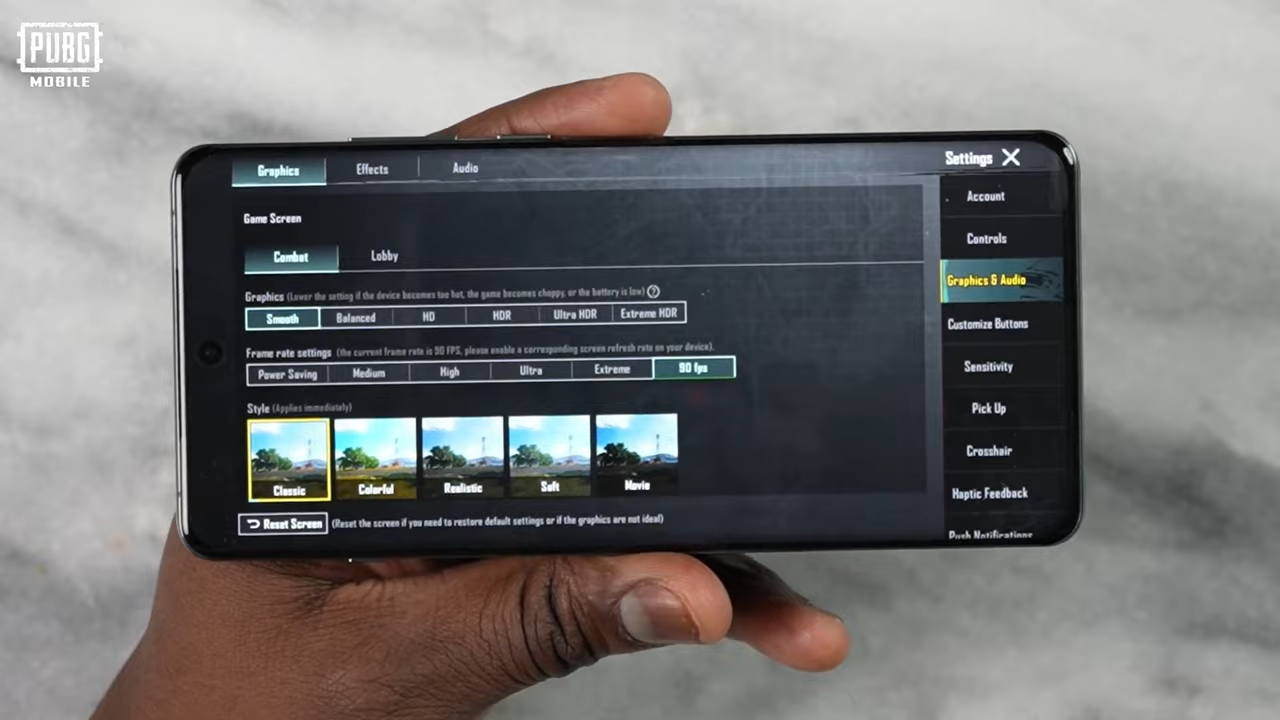 PUBG
MOBILE
Graphics Effects Audio
Settings
Account
Controls
Graphics & Audio
Customize Buttons
Sensitivity
Pick Up
Crosshair
Haptic Feedback
Push Notifications
Game Screen
Combat Lobby
Graphics (Lower the setting if the device becomes too hot, the game becomes choppy, or the battery is low) ?
Smooth Balanced HD HDR Ultra HDR Extreme HDR
Frame rate settings (the current frame rate is 90 FPS, please enable a corresponding screen refresh rate on your device).
Power Saving Medium High Ultra Extreme 90 fps
Style (Applies immediately)
Classic Colorful Realistic Soft Movie
Reset Screen (Reset the screen if you need to restore default settings or if the graphics are not ideal)